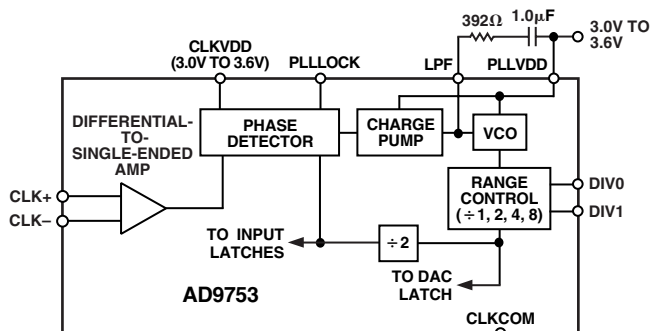 392Ω 1.0µF
3.0V TO
3.6V
CLKVDD
(3.0V TO 3.6V)
PLLLOCK
LPF
PLLVDD
DIFFERENTIAL-
TO-
SINGLE-ENDED
AMP
PHASE
DETECTOR
CHARGE
PUMP
VCO
CLK+
CLK–
RANGE
CONTROL
(÷1, 2, 4, 8)
DIV0
DIV1
TO INPUT
LATCHES
÷2
TO DAC
LATCH
AD9753
CLKCOM